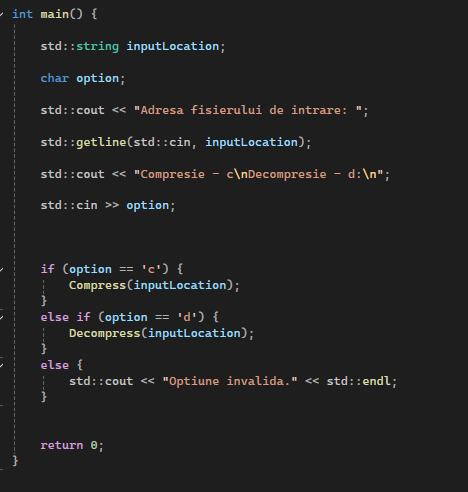 int main() {
std::string inputLocation;
char option;
std::cout << "Adresa fisierului de intrare: ";
std::getline(std::cin, inputLocation);
std::cout << "Compresie - c\nDecompresie - d:\n";
std::cin >> option;
if (option == 'c') {
Compress(inputLocation);
}
else if (option == 'd') {
Decompress(inputLocation);
}
else {
std::cout << "Optiune invalida." << std::endl;
}
return 0;
}